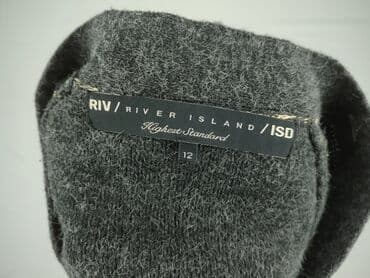 RIV / RIVER ISLAND / ISD
Highest Standard
12